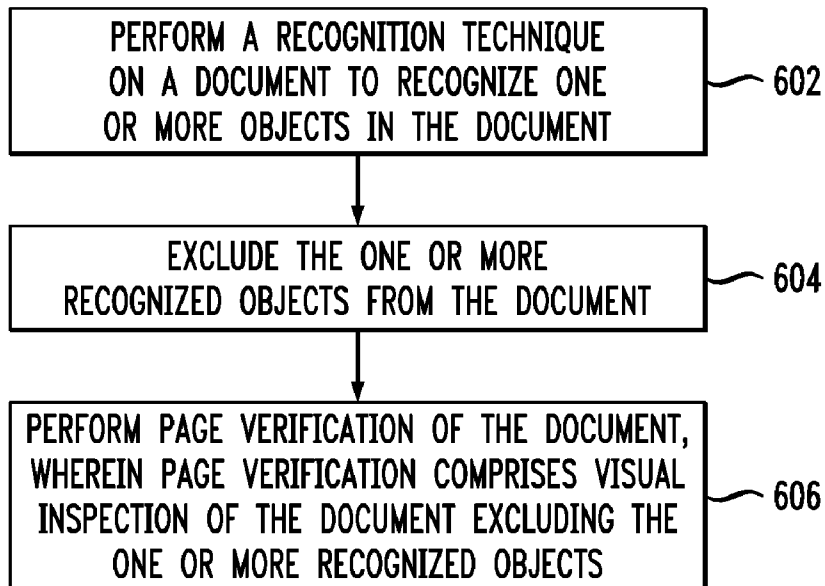 PERFORM A RECOGNITION TECHNIQUE
ON A DOCUMENT TO RECOGNIZE ONE
OR MORE OBJECTS IN THE DOCUMENT
602
EXCLUDE THE ONE OR MORE
RECOGNIZED OBJECTS FROM THE DOCUMENT
604
PERFORM PAGE VERIFICATION OF THE DOCUMENT,
WHEREIN PAGE VERIFICATION COMPRISES VISUAL
INSPECTION OF THE DOCUMENT EXCLUDING THE
ONE OR MORE RECOGNIZED OBJECTS
606